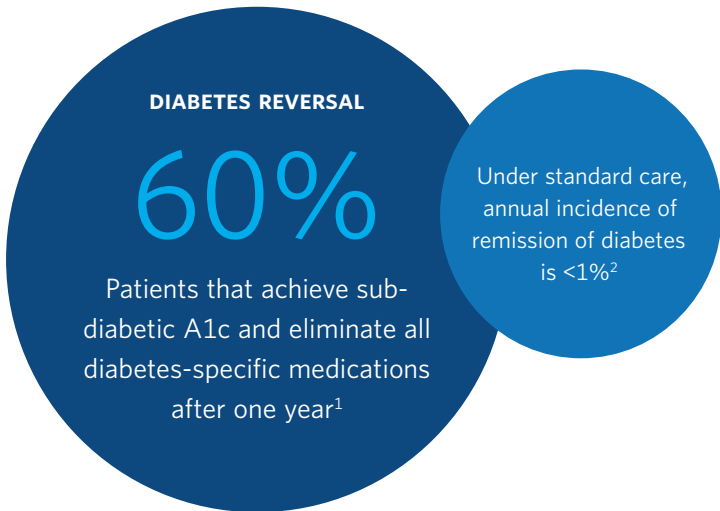 DIABETES REVERSAL
60%
Patients that achieve sub-
diabetic A1c and eliminate all
diabetes-specific medications
after one year¹
Under standard care,
annual incidence of
remission of diabetes
is <1%²